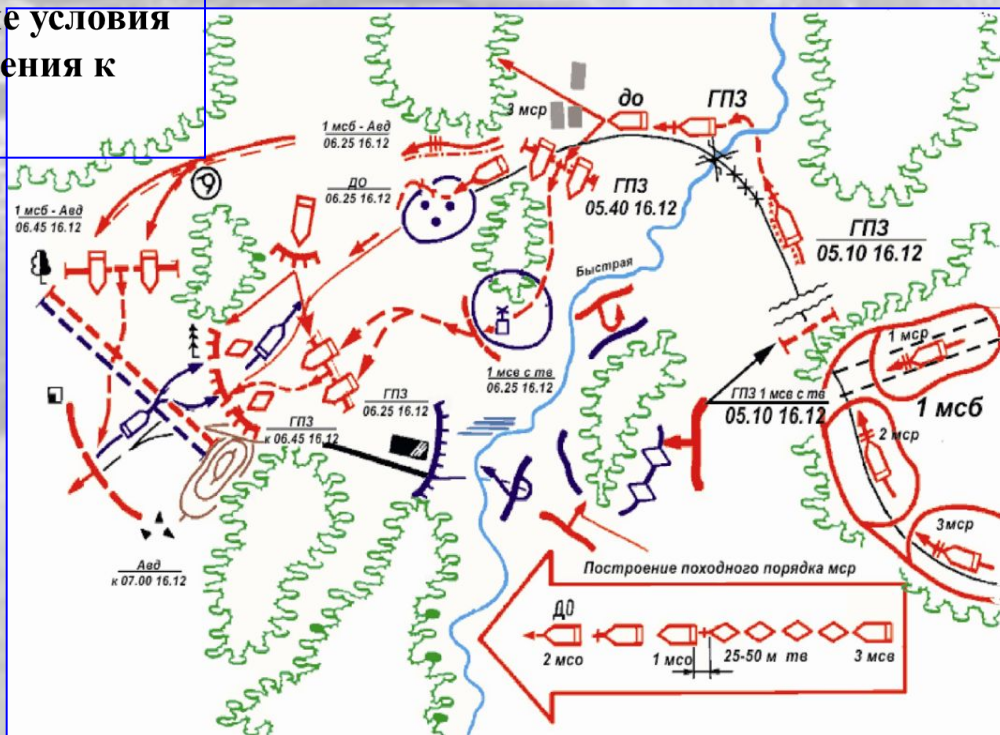 е условия
ения к
до
ГПЗ
3 мср
1 мсб - Авд
06.25 16.12
ДО
06.25 16.12
ГПЗ
05.40 16.12
1 мсб - Авд
06.45 16.12
ГПЗ
05.10 16.12
Быстрая
1 мср
1 мсб
2 мср
3мср
1 мсв с тв
06.25 16.12
ГПЗ 1 мсв с тв
05.10 16.12
ГПЗ
06.25 16.12
ГПЗ
к 06.45 16.12
Авд
к 07.00 16.12
Построение походного порядка мср
ДО
2 мсо
1 мсо
25-50 м тв
3 мсв